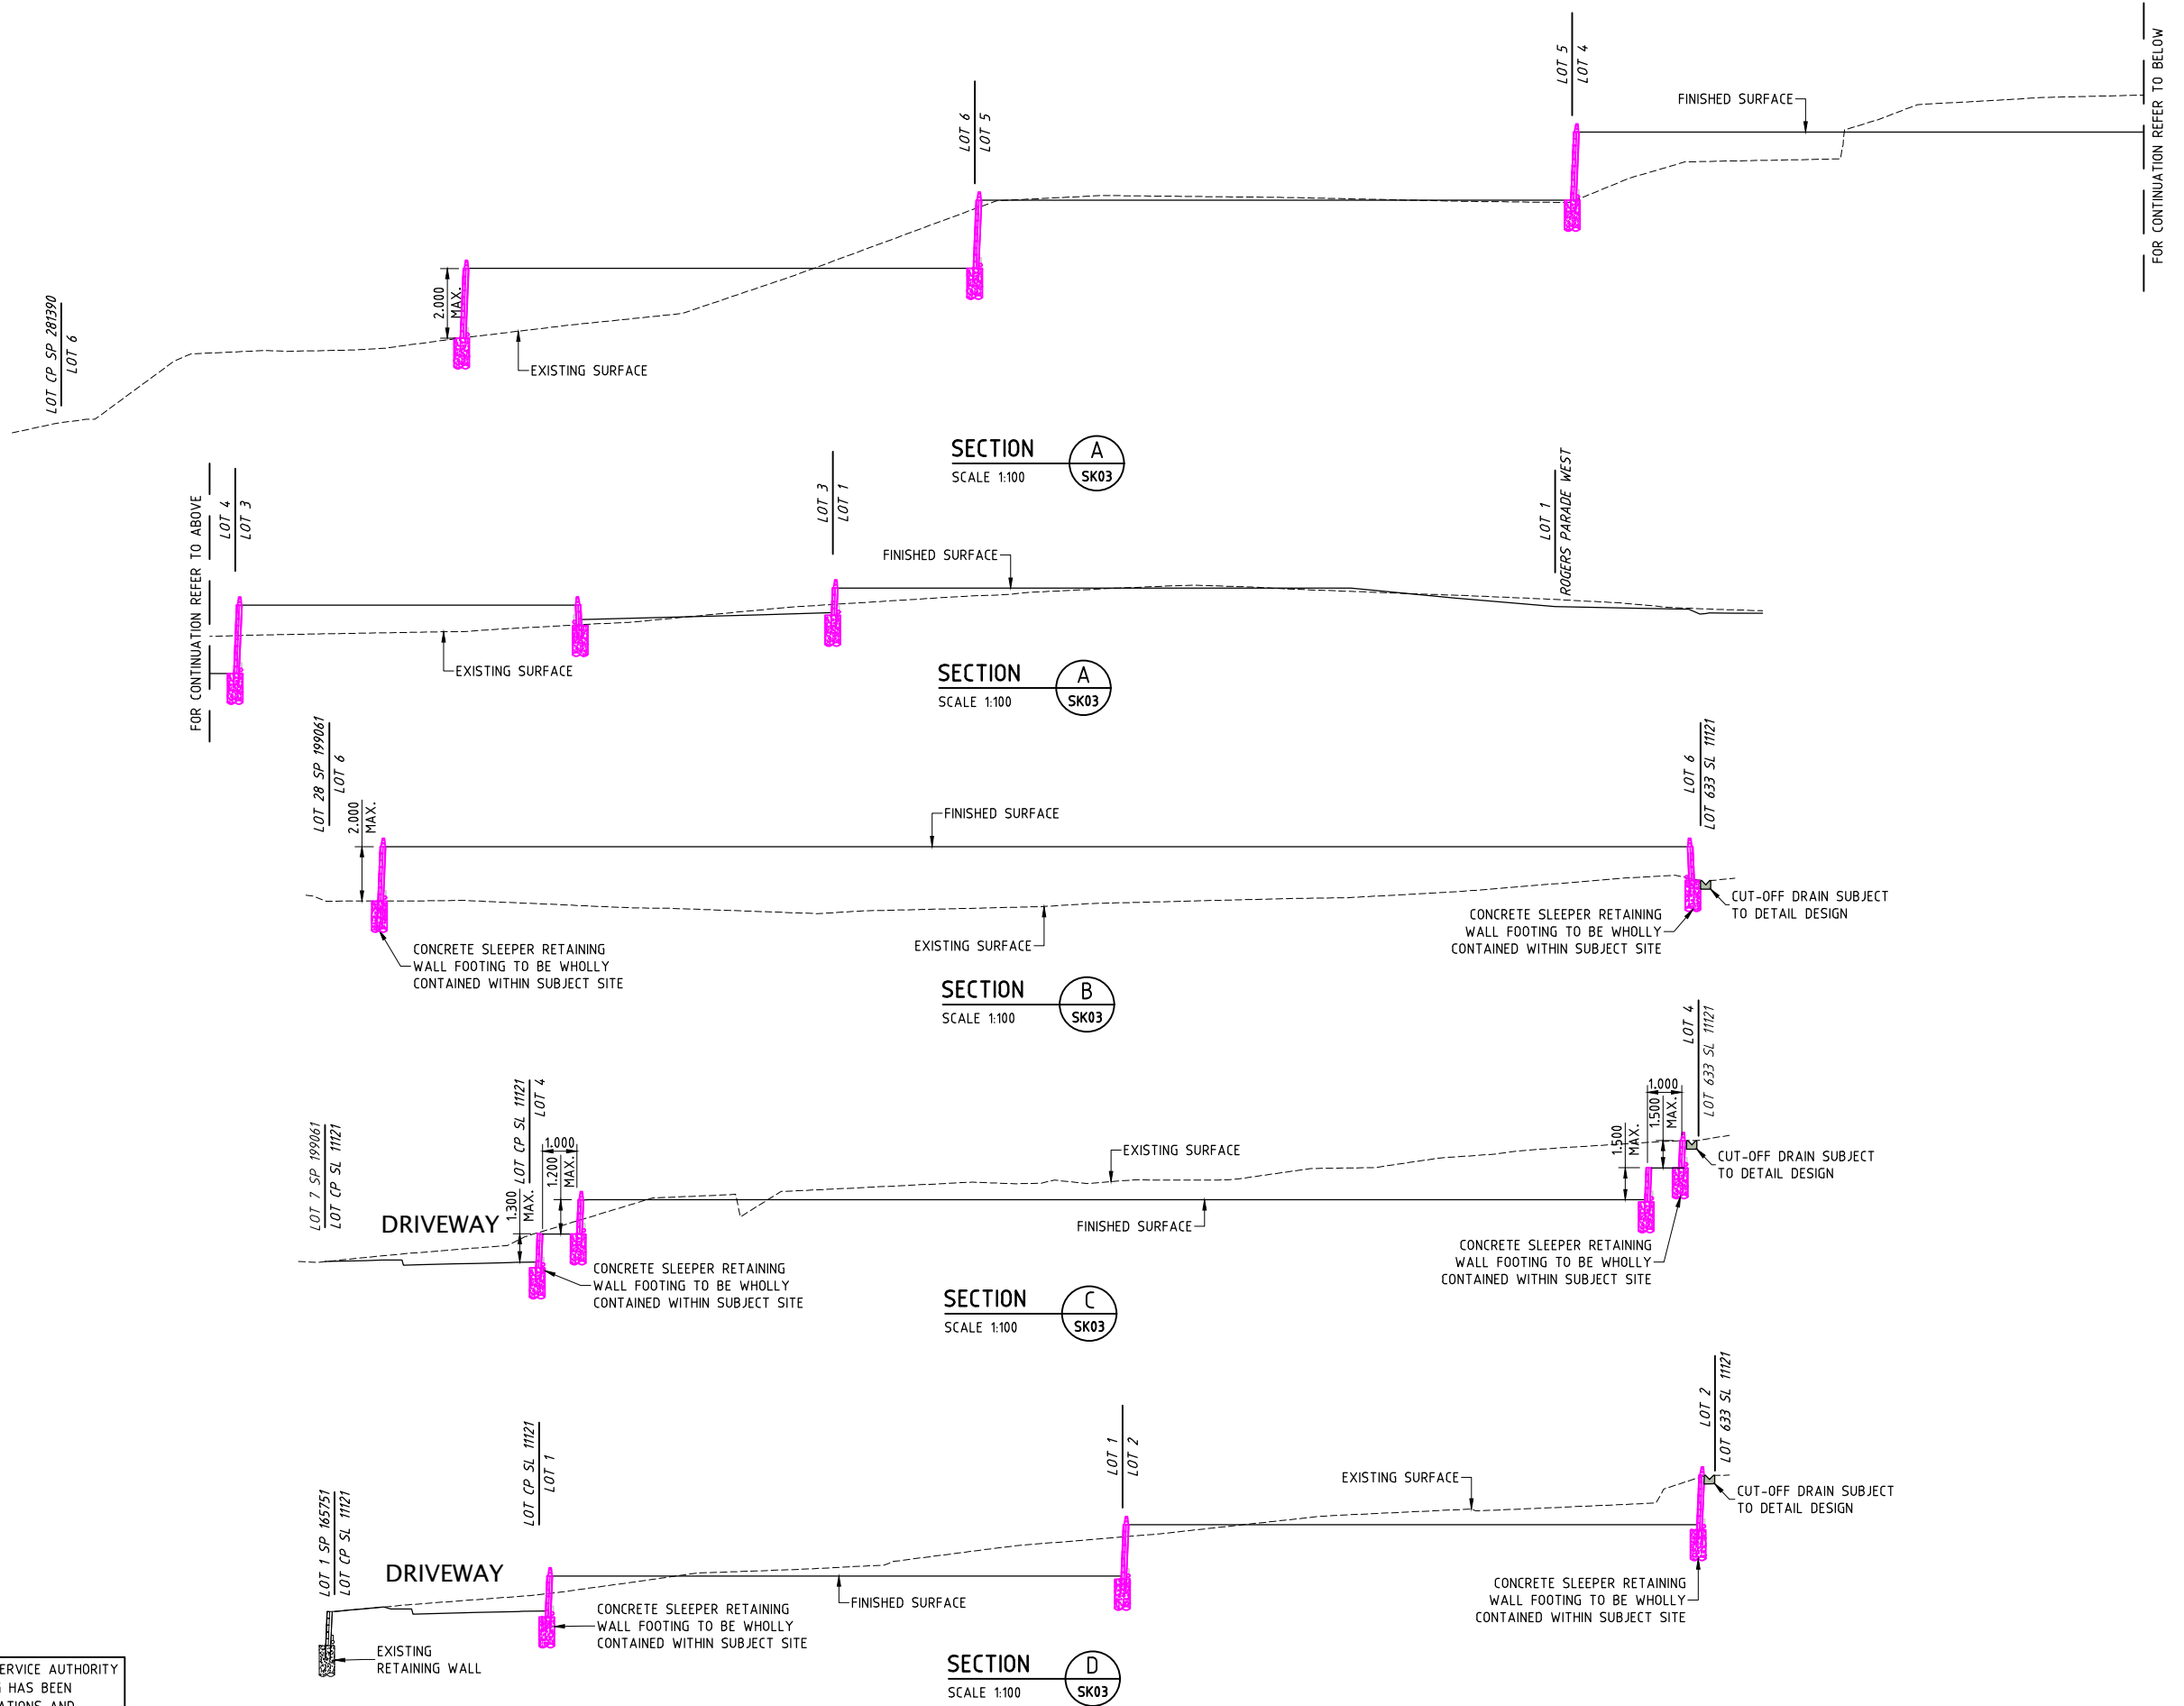 LOT 5
LOT 4
FINISHED SURFACE
FOR CONTINUATION REFER TO BELOW
LOT 6
LOT 5
2.000
MAX.
LOT CP SP 281390
LOT 6
EXISTING SURFACE
SECTION A
SCALE 1:100 SK03
FOR CONTINUATION REFER TO ABOVE
LOT 4
LOT 3
LOT 3
LOT 1
LOT 1
ROGERS PARADE WEST
FINISHED SURFACE
EXISTING SURFACE
SECTION A
SCALE 1:100 SK03
LOT 28 SP 199061
LOT 6
2.000
MAX.
FINISHED SURFACE
LOT 6
LOT 633 SL 11121
CUT-OFF DRAIN SUBJECT
TO DETAIL DESIGN
CONCRETE SLEEPER RETAINING
WALL FOOTING TO BE WHOLLY
CONTAINED WITHIN SUBJECT SITE
EXISTING SURFACE
CONCRETE SLEEPER RETAINING
WALL FOOTING TO BE WHOLLY
CONTAINED WITHIN SUBJECT SITE
SECTION B
SCALE 1:100 SK03
LOT 7 SP 199061
LOT CP SL 11121
DRIVEWAY
LOT CP SL 11121
LOT 4
1.300
MAX.
1.000
1.200
MAX.
EXISTING SURFACE
FINISHED SURFACE
1.500
MAX.
1.000
1.500
MAX.
LOT 4
LOT 633 SL 11121
CUT-OFF DRAIN SUBJECT
TO DETAIL DESIGN
CONCRETE SLEEPER RETAINING
WALL FOOTING TO BE WHOLLY
CONTAINED WITHIN SUBJECT SITE
CONCRETE SLEEPER RETAINING
WALL FOOTING TO BE WHOLLY
CONTAINED WITHIN SUBJECT SITE
SECTION C
SCALE 1:100 SK03
LOT 1 SP 165751
LOT CP SL 11121
DRIVEWAY
LOT CP SL 11121
LOT 1
LOT 1
LOT 2
EXISTING SURFACE
LOT 2
LOT 633 SL 11121
CUT-OFF DRAIN SUBJECT
TO DETAIL DESIGN
FINISHED SURFACE
CONCRETE SLEEPER RETAINING
WALL FOOTING TO BE WHOLLY
CONTAINED WITHIN SUBJECT SITE
CONCRETE SLEEPER RETAINING
WALL FOOTING TO BE WHOLLY
CONTAINED WITHIN SUBJECT SITE
EXISTING
RETAINING WALL
SECTION D
SCALE 1:100 SK03
AUTHORITY
HAS BEEN
AND